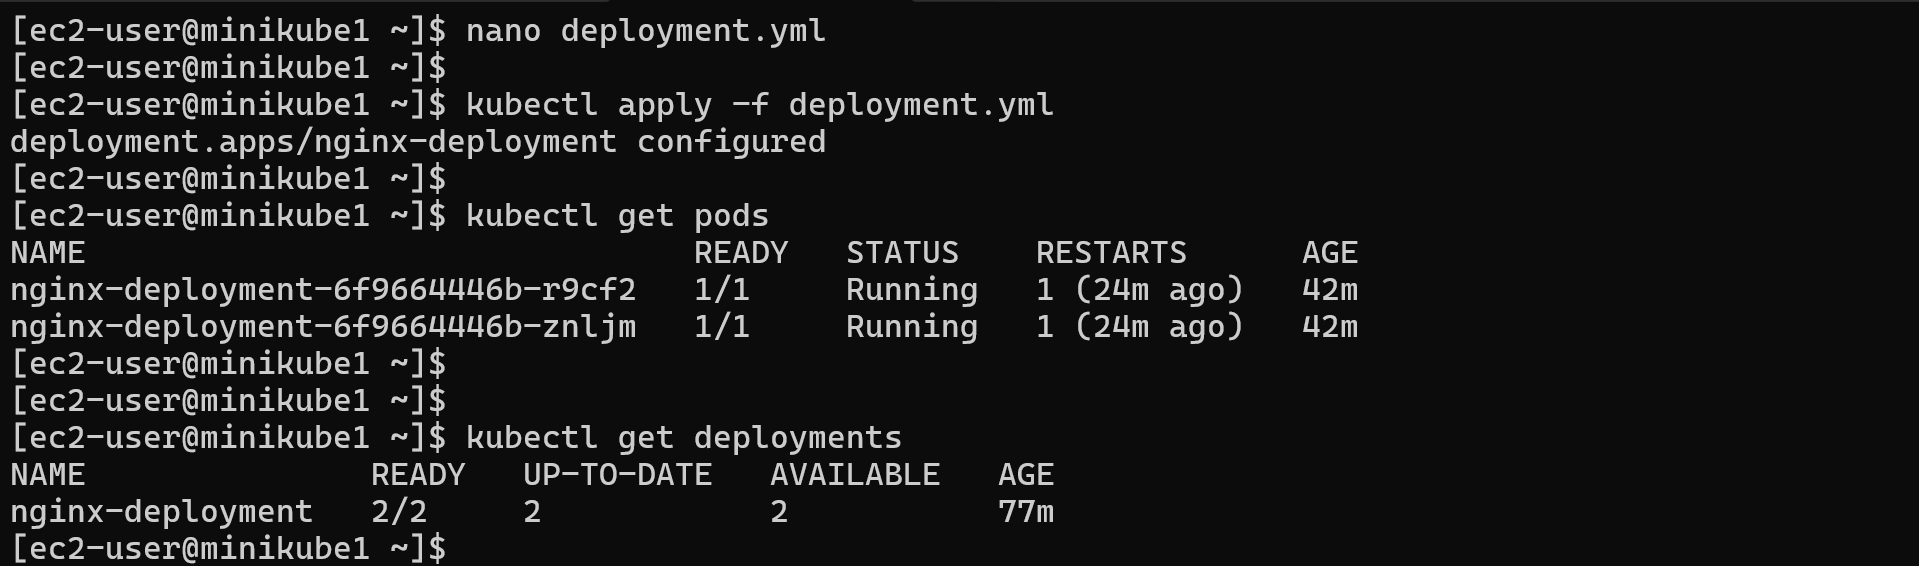 [ec2-user@minikube1 ~]$ nano deployment.yml
[ec2-user@minikube1 ~]$
[ec2-user@minikube1 ~]$ kubectl apply -f deployment.yml
deployment.apps/nginx-deployment configured
[ec2-user@minikube1 ~]$
[ec2-user@minikube1 ~]$ kubectl get pods
NAME                                READY   STATUS    RESTARTS      AGE
nginx-deployment-6f9664446b-r9cf2   1/1     Running   1 (24m ago)   42m
nginx-deployment-6f9664446b-znljm   1/1     Running   1 (24m ago)   42m
[ec2-user@minikube1 ~]$
[ec2-user@minikube1 ~]$
[ec2-user@minikube1 ~]$ kubectl get deployments
NAME               READY   UP-TO-DATE   AVAILABLE   AGE
nginx-deployment   2/2     2            2           77m
[ec2-user@minikube1 ~]$